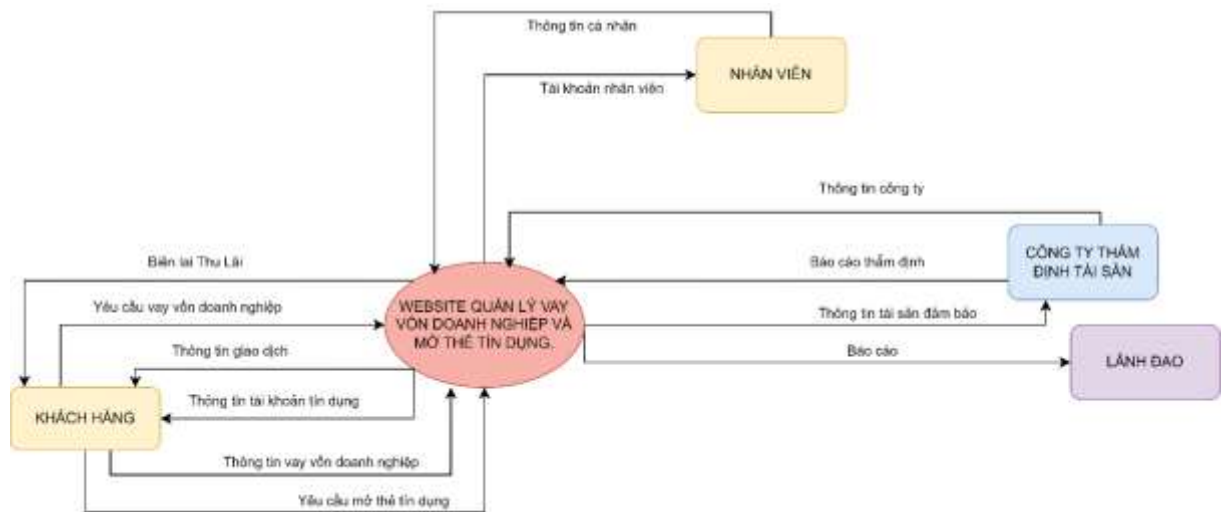 Thông tin cá nhân
NHÂN VIÊN
Tài khoản nhân viên
Thông tin công ty
CÔNG TY THẨM
ĐỊNH TÀI SẢN
Biên lai Thu Lãi
Báo cáo thẩm định
Yêu cầu vay vốn doanh nghiệp
WEBSITE QUẢN LÝ VAY
VỐN DOANH NGHIỆP VÀ
MỞ THẺ TÍN DỤNG.
Thông tin tài sản đảm bảo
Thông tin giao dịch
Báo cáo
LÃNH ĐẠO
Thông tin tài khoản tín dụng
KHÁCH HÀNG
Thông tin vay vốn doanh nghiệp
Yêu cầu mở thẻ tín dụng